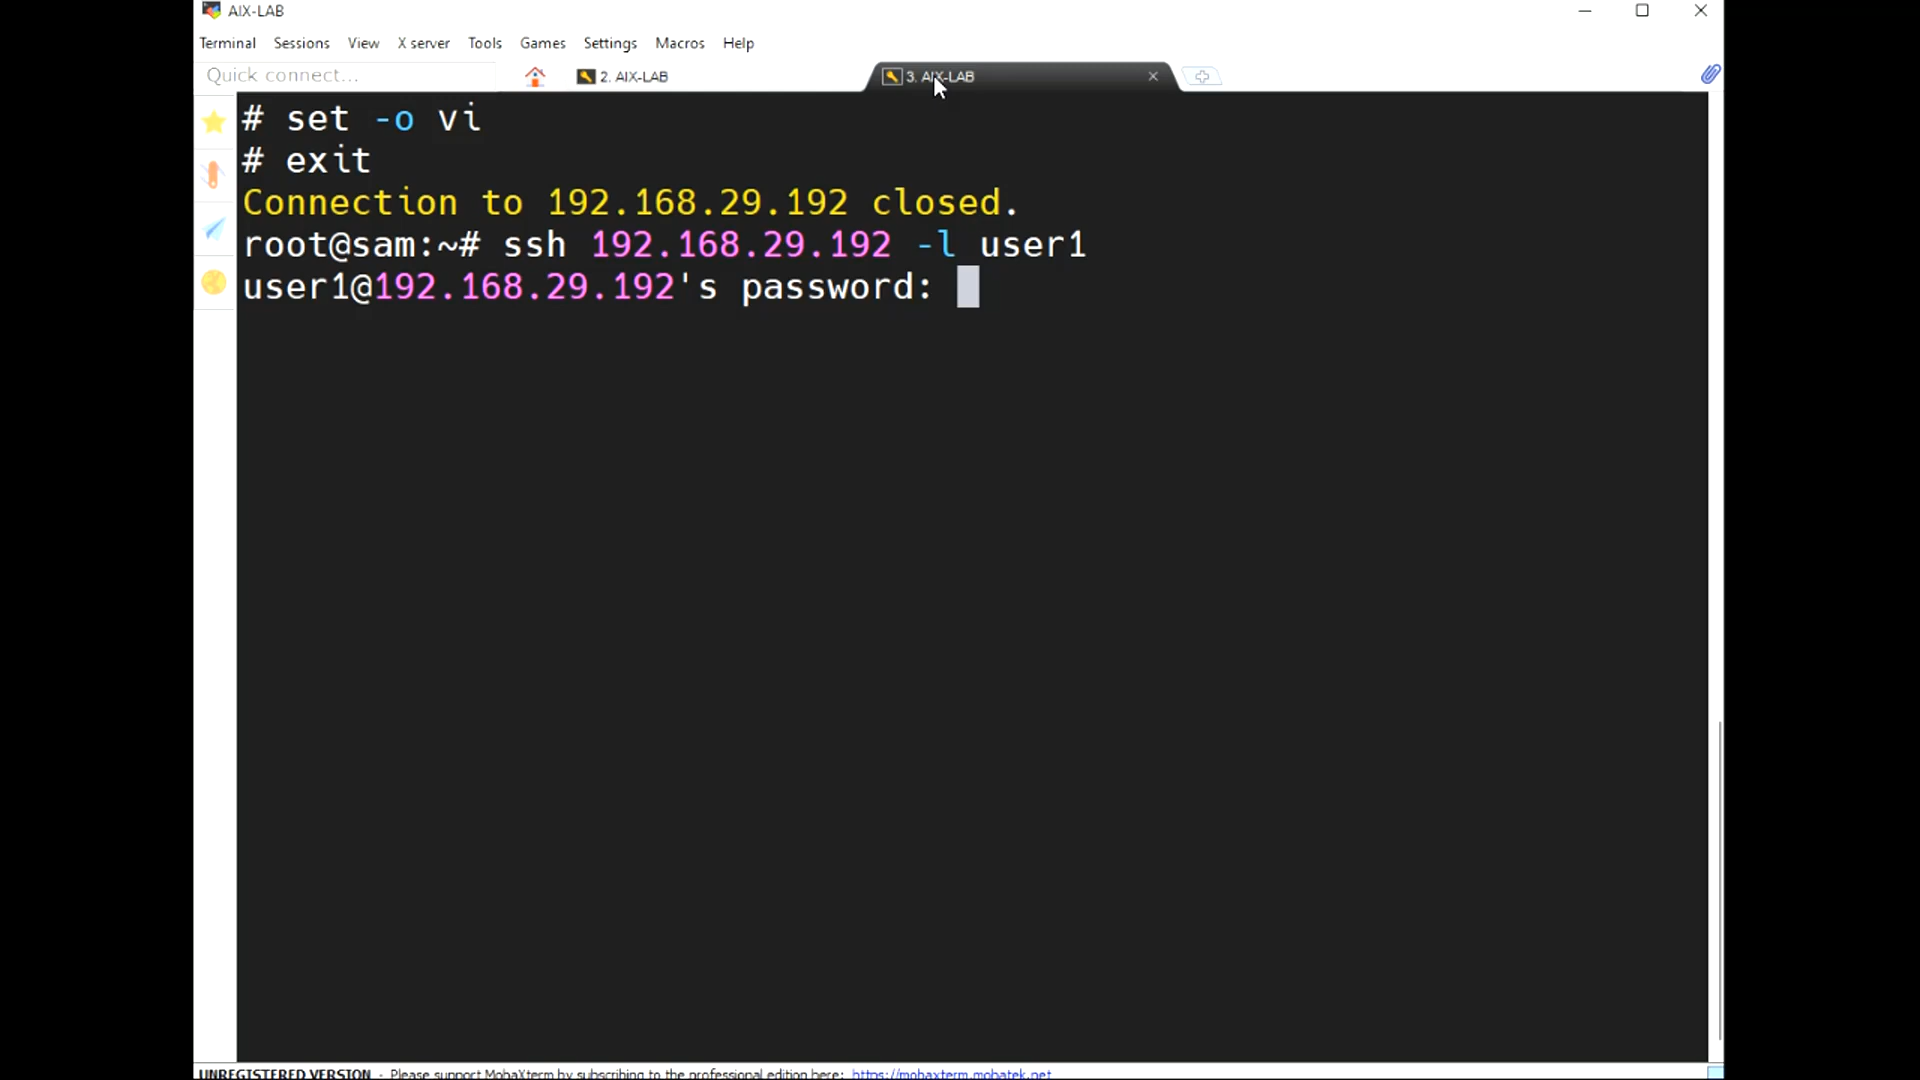 AIX-LAB
Terminal Sessions View X server Tools Games Settings Macros Help
Quick connect... 2. AIX-LAB 3. AIX-LAB
# set -o vi
# exit
Connection to 192.168.29.192 closed.
root@sam:~# ssh 192.168.29.192 -l user1
user1@192.168.29.192's password:
UNREGISTERED VERSION - Please support MobaXterm by subscribing to the professional edition here: https://mobaxterm.mobatek.net